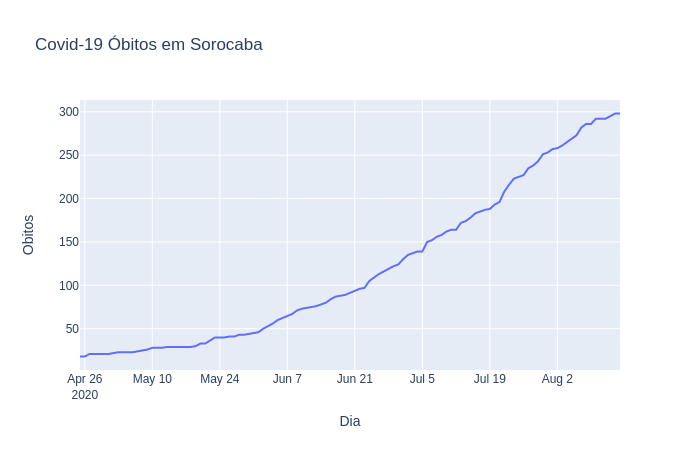 Covid-19 Óbitos em Sorocaba
300
250
200
150
100
50
Obitos
Apr 26
2020
May 10
May 24
Jun 7
Jun 21
Jul 5
Jul 19
Aug 2
Dia